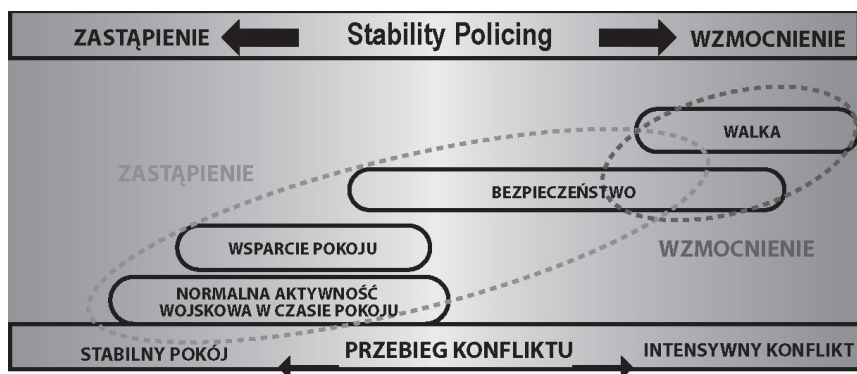 ZASTĄPIENIE Stability Policing WZMOCNIENIE
WALKA
ZASTĄPIENIE
BEZPIECZEŃSTWO
WSPARCIE POKOJU
WZMOCNIENIE
NORMALNA AKTYWNOŚĆ
WOJSKOWA W CZASIE POKOJU
STABILNY POKÓJ PRZEBIEG KONFLIKTU INTENSYWNY KONFLIKT